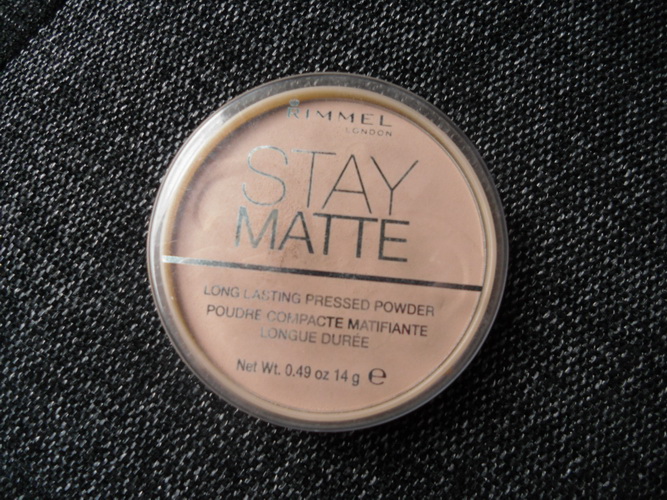 RIMMEL
LONDON
STAY
MATTE
LONG LASTING PRESSED POWDER
POUDRE COMPACTE MATIFIANTE
LONGUE DURÉE
Net Wt. 0.49 oz 14 g ℮